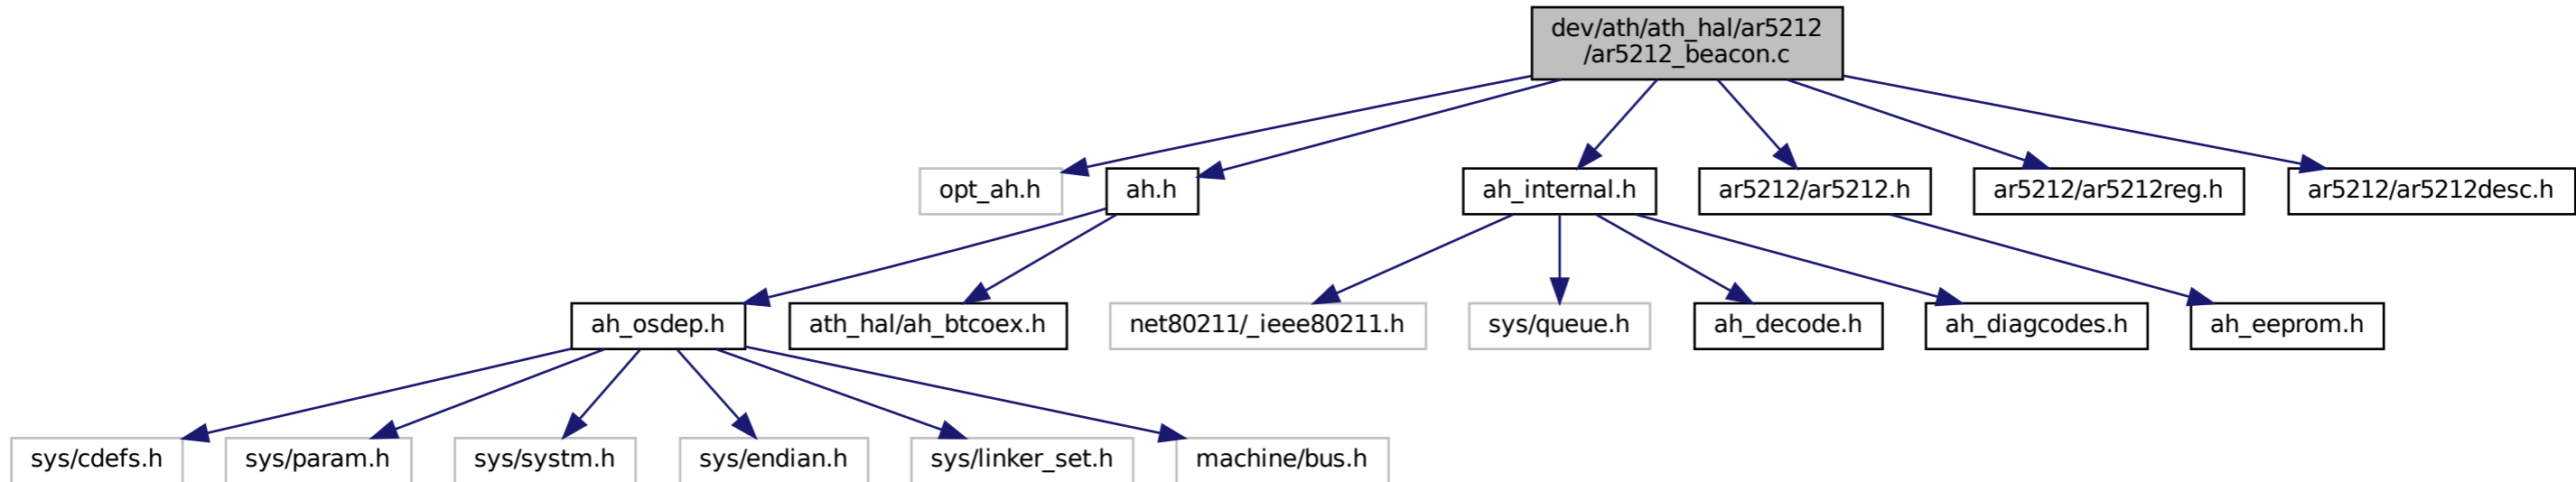 dev/ath/ath_hal/ar5212
/ar5212_beacon.c
opt_ah.h
ah.h
ah_internal.h
ar5212/ar5212.h
ar5212/ar5212reg.h
ar5212/ar5212desc.h
ah_osdep.h
ath_hal/ah_btcoex.h
net80211/_ieee80211.h
sys/queue.h
ah_decode.h
ah_diagcodes.h
ah_eeprom.h
sys/cdefs.h
sys/param.h
sys/systm.h
sys/endian.h
sys/linker_set.h
machine/bus.h